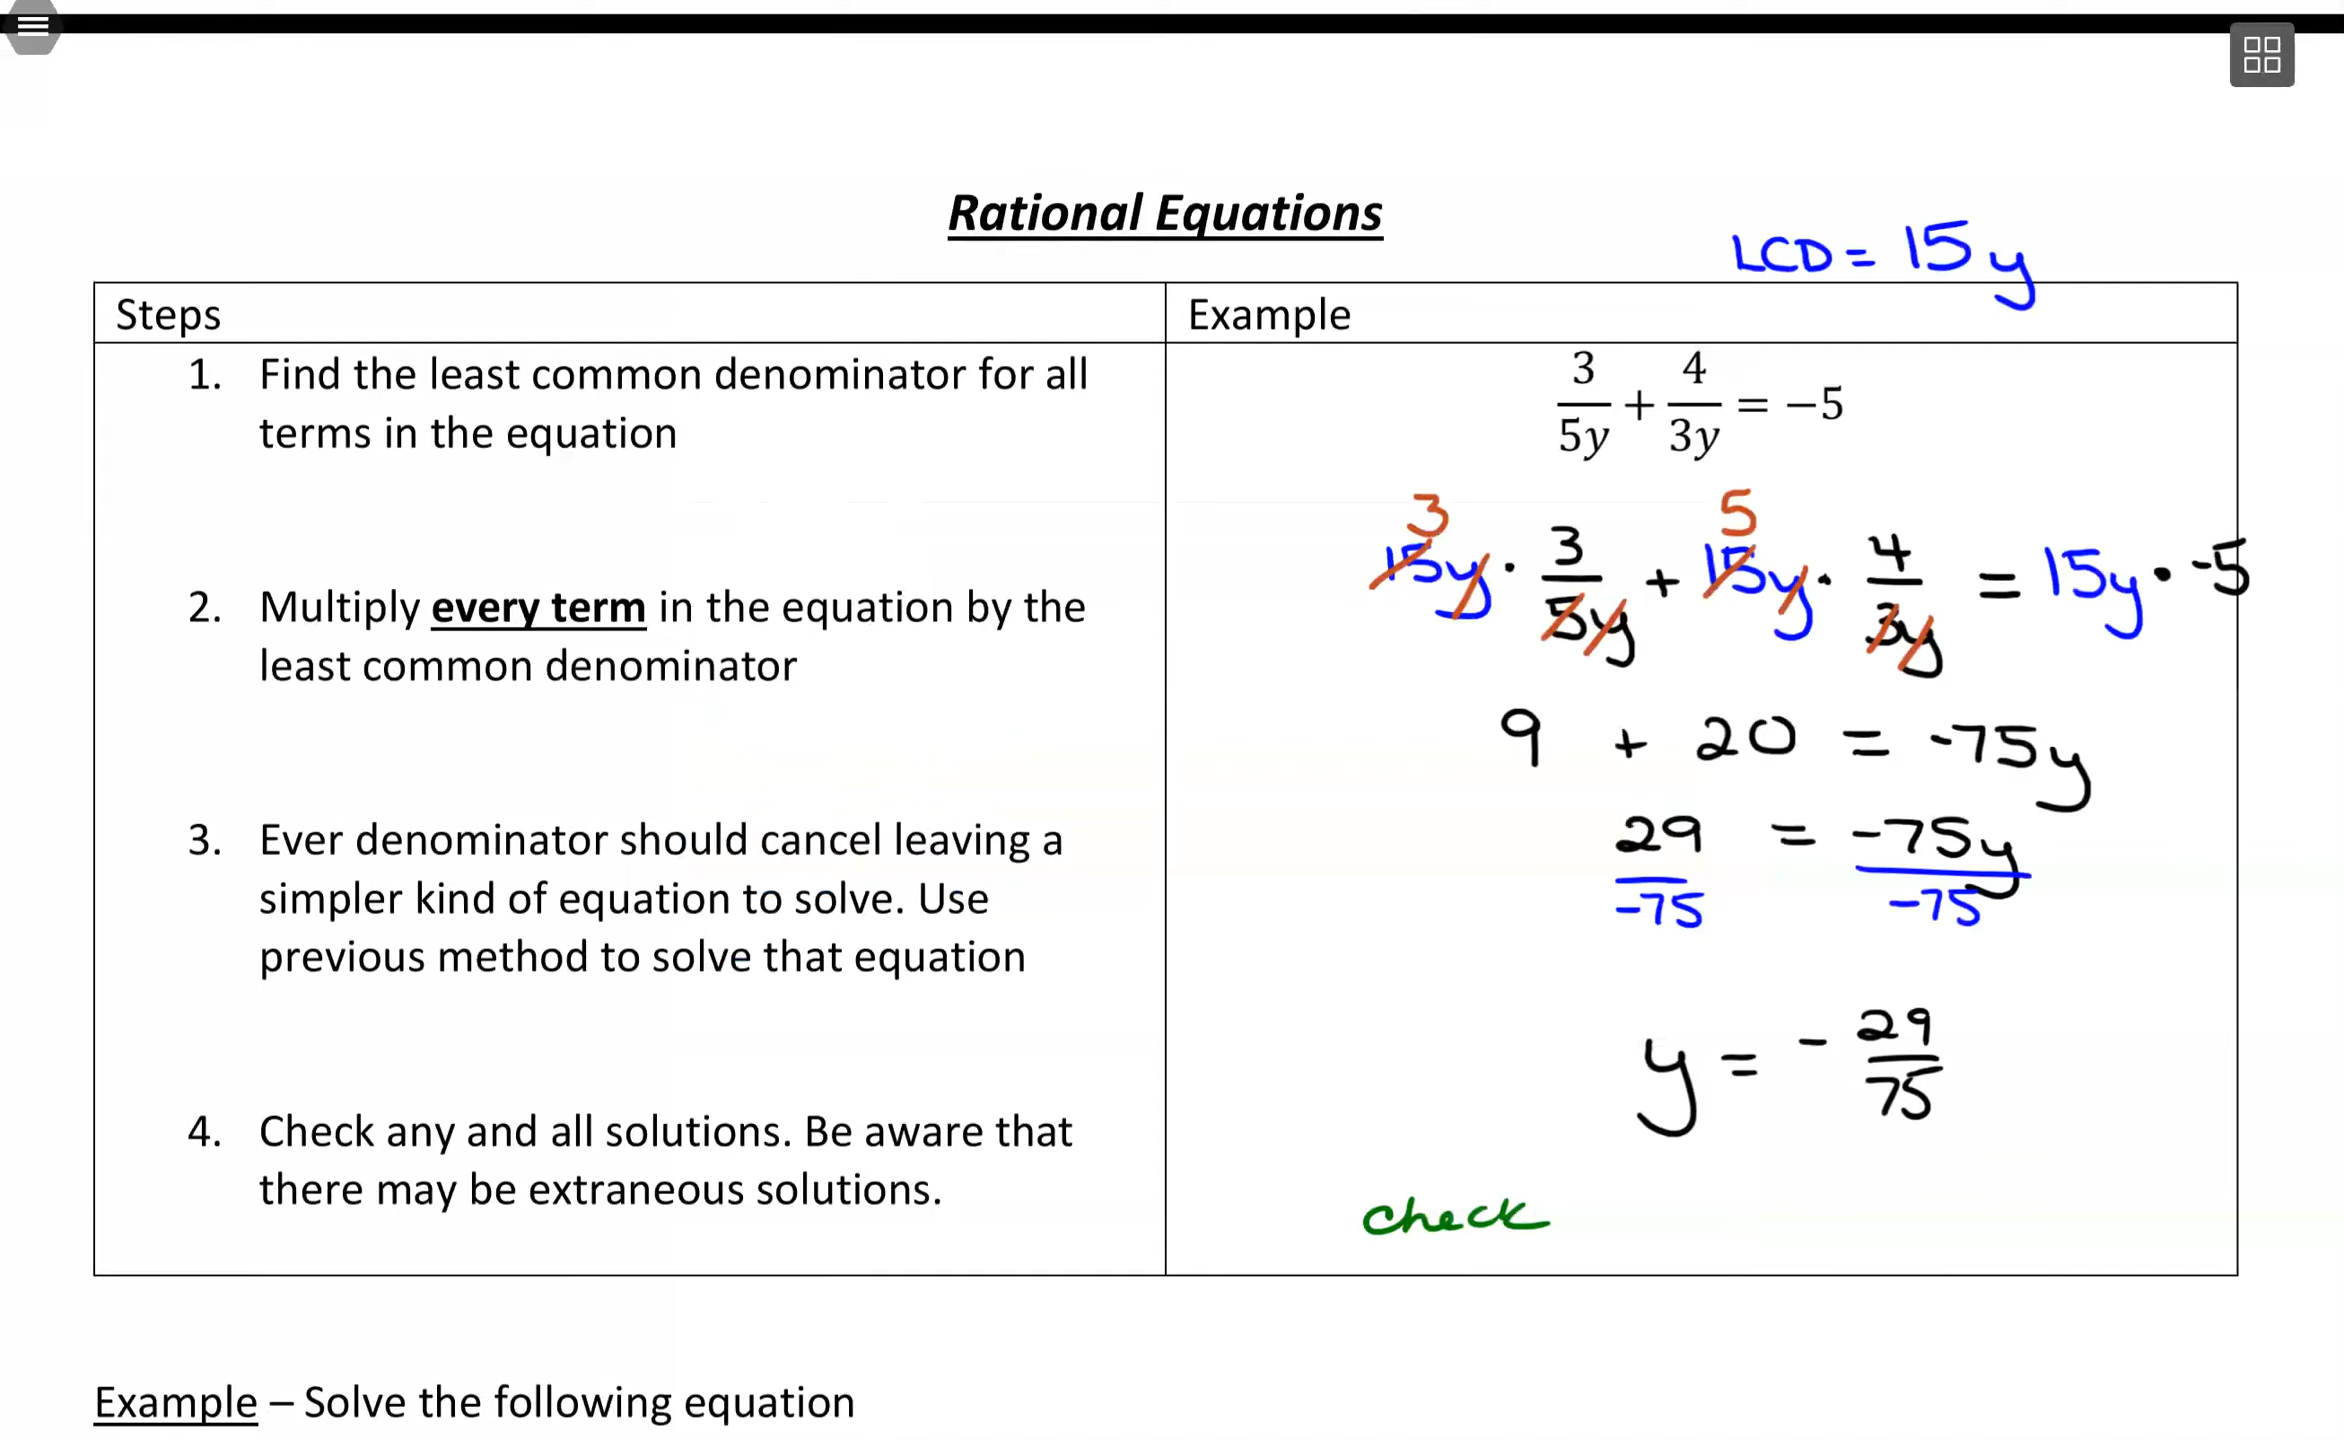 Rational Equations
LCD = 15y
Steps
Example
1. Find the least common denominator for all
terms in the equation
2. Multiply every term in the equation by the
least common denominator
3. Ever denominator should cancel leaving a
simpler kind of equation to solve. Use
previous method to solve that equation
4. Check any and all solutions. Be aware that
there may be extraneous solutions.
3/5y + 4/3y = −5
3 5
15y · 3/5y + 15y · 4/3y = 15y · -5
9 + 20 = -75y
29 = -75y
-75 -75
y = - 29/75
check
Example – Solve the following equation